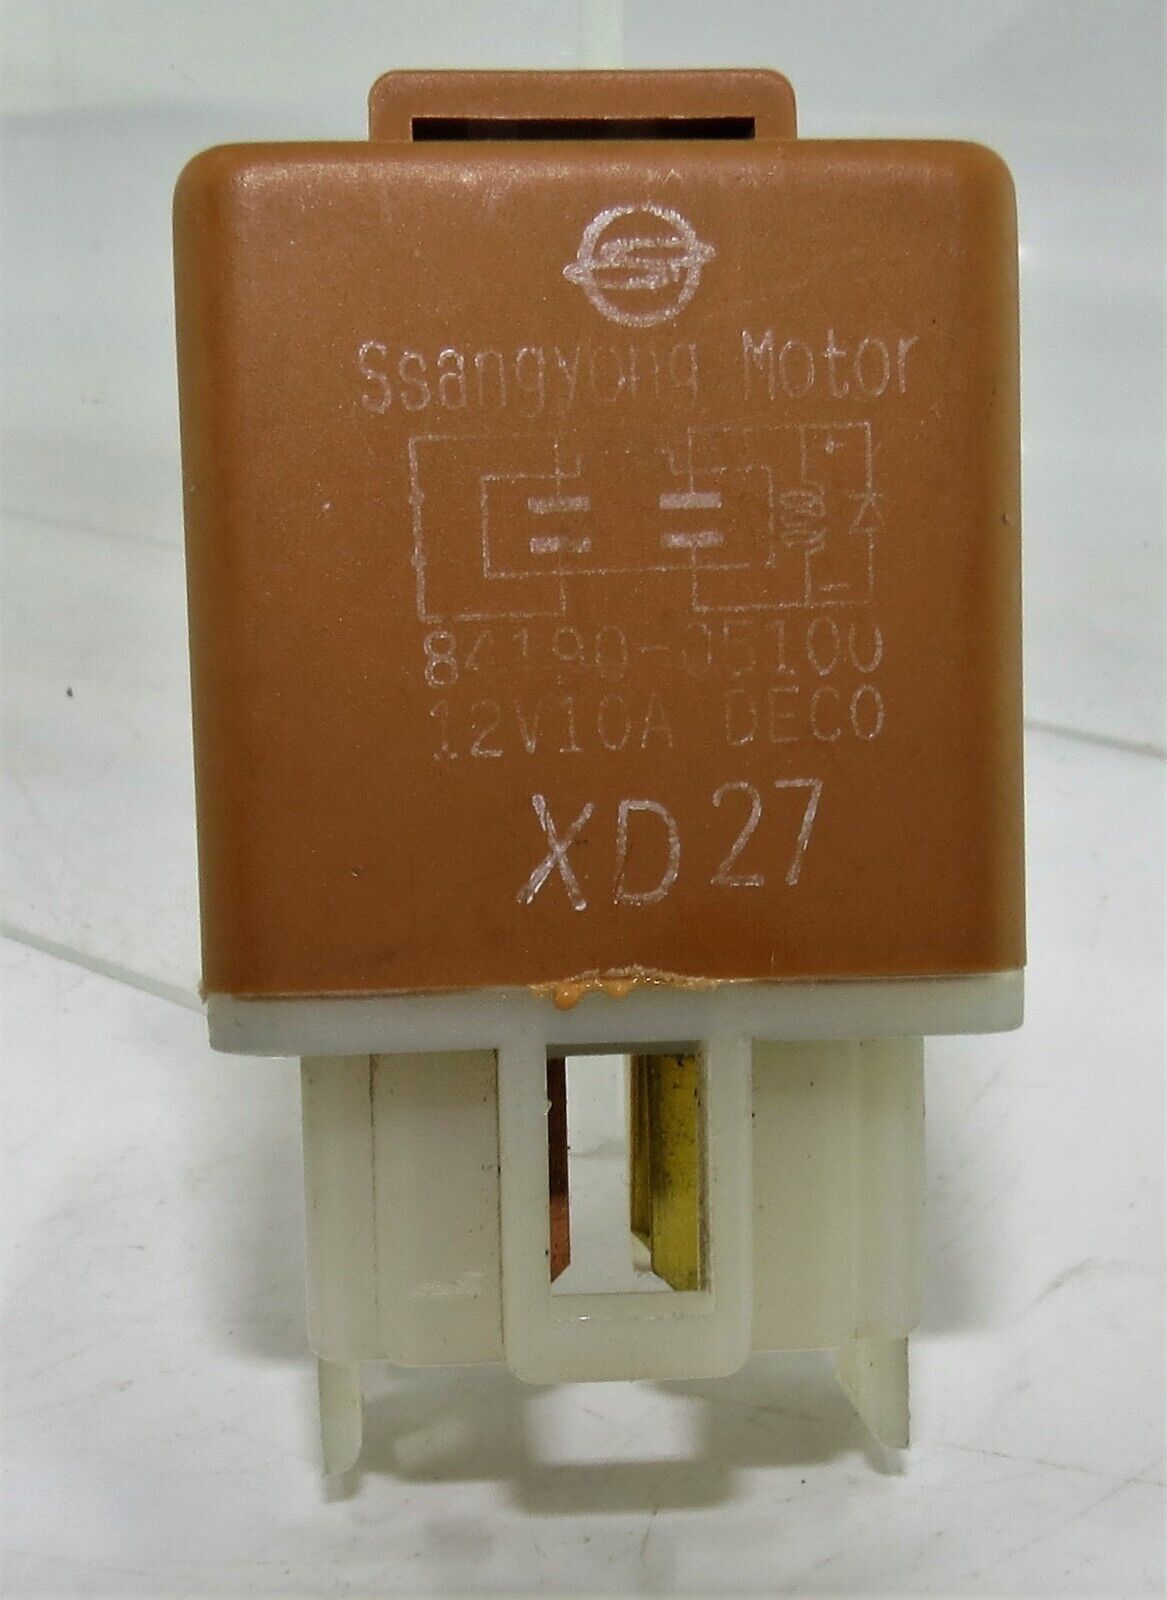 Ssangyong Motor
+
-
84190-05100
12V10A DECO
XD27